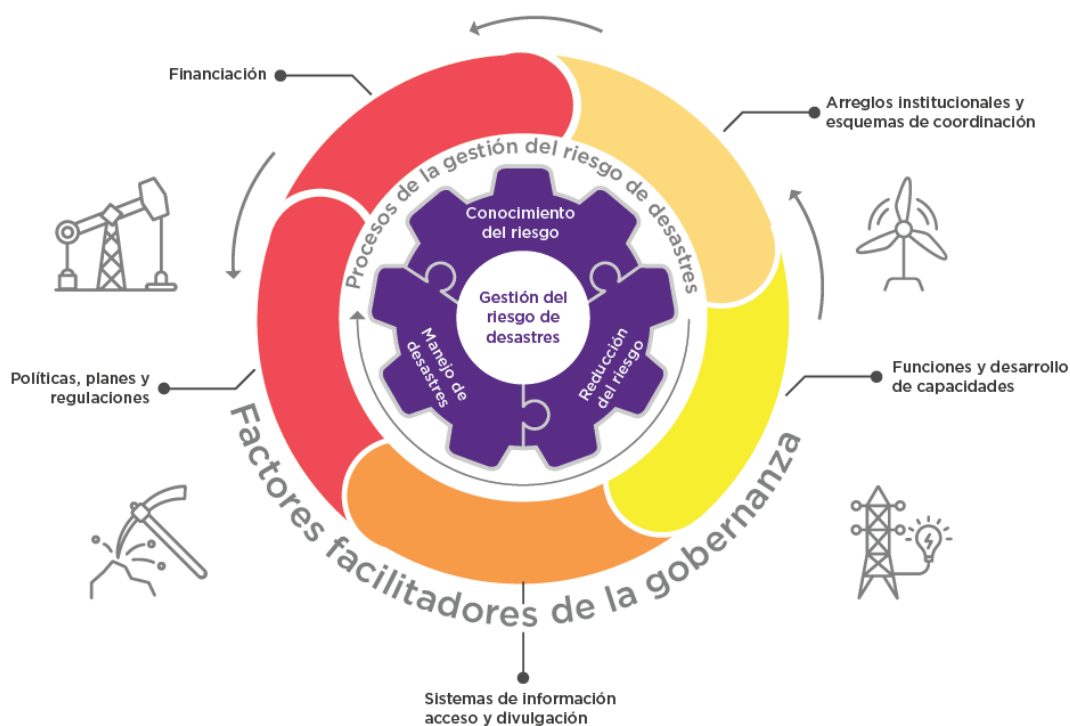 Financiación
Arreglos institucionales y
esquemas de coordinación
Procesos de la gestión del riesgo de desastres
Conocimiento
del riesgo
Gestión del
riesgo de
desastres
Manejo de
desastres
Reducción
del riesgo
Políticas, planes y
regulaciones
Funciones y desarrollo
de capacidades
Factores facilitadores de la gobernanza
Sistemas de información
acceso y divulgación